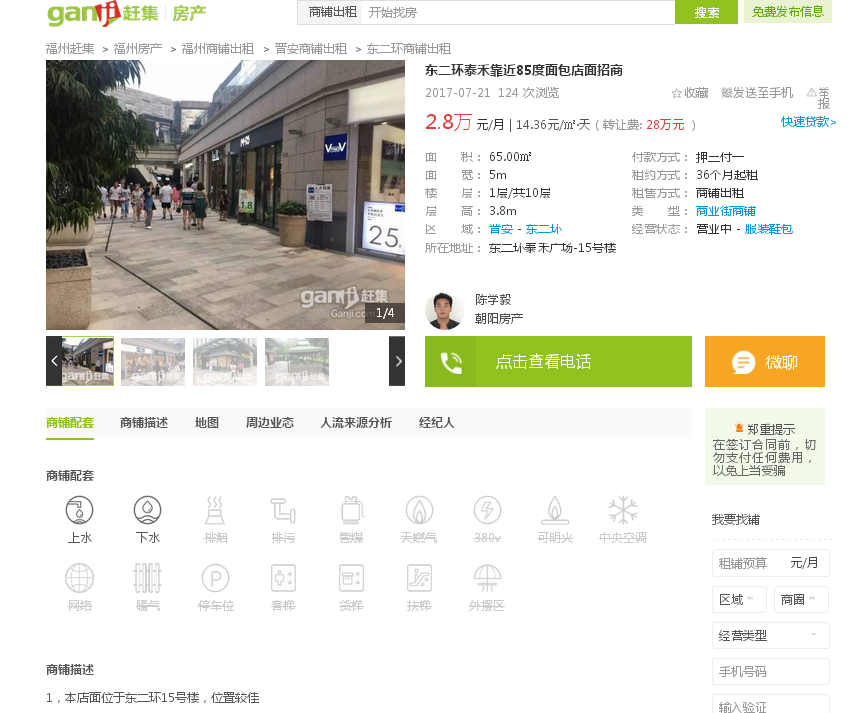 ganji赶集 房产
商铺出租 开始找房 搜索 免费发布信息
福州赶集 > 福州房产 > 福州商铺出租 > 晋安商铺出租 > 东二环商铺出租
东二环泰禾靠近85度面包店面招商
2017-07-21 124 次浏览
收藏 发送至手机 举报
2.8万 元/月 | 14.36元/㎡·天 ( 转让费: 28万元 )
快速贷款>
面 积： 65.00㎡
付款方式： 押三付一
面 宽： 5m
租约方式： 36个月起租
楼 层： 1层/共10层
租售方式： 商铺出租
层 高： 3.8m
类 型： 商业街商铺
区 域： 晋安 - 东二环
经营状态： 营业中 - 服装鞋包
所在地址： 东二环泰禾广场-15号楼
1.8
25.
ganji赶集
Ganji.com
1/4
陈学毅
朝阳房产
点击查看电话
微聊
商铺配套 商铺描述 地图 周边业态 人流来源分析 经纪人
郑重提示
在签订合同前，切
勿支付任何费用，
以免上当受骗
商铺配套
上水 下水 排烟 排污 管煤 天燃气 380v 可明火 中央空调
网络 暖气 停车位 客梯 货梯 扶梯 外摆区
我要找铺
租铺预算 元/月
区域 商圈
经营类型
手机号码
输入验证
商铺描述
1，本店面位于东二环15号楼，位置较佳